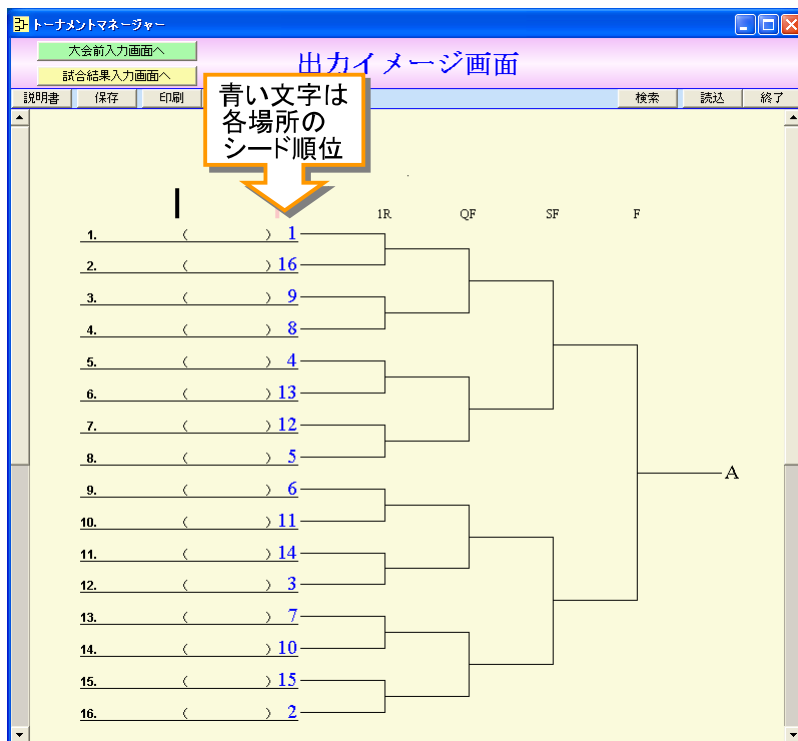 トーナメントマネージャー
大会前入力画面へ
試合結果入力画面へ
出力イメージ画面
説明書 保存 印刷 検索 読込 終了
青い文字は
各場所の
シード順位
1R QF SF F
1. ( ) 1
2. ( ) 16
3. ( ) 9
4. ( ) 8
5. ( ) 4
6. ( ) 13
7. ( ) 12
8. ( ) 5
A
9. ( ) 6
10. ( ) 11
11. ( ) 14
12. ( ) 3
13. ( ) 7
14. ( ) 10
15. ( ) 15
16. ( ) 2